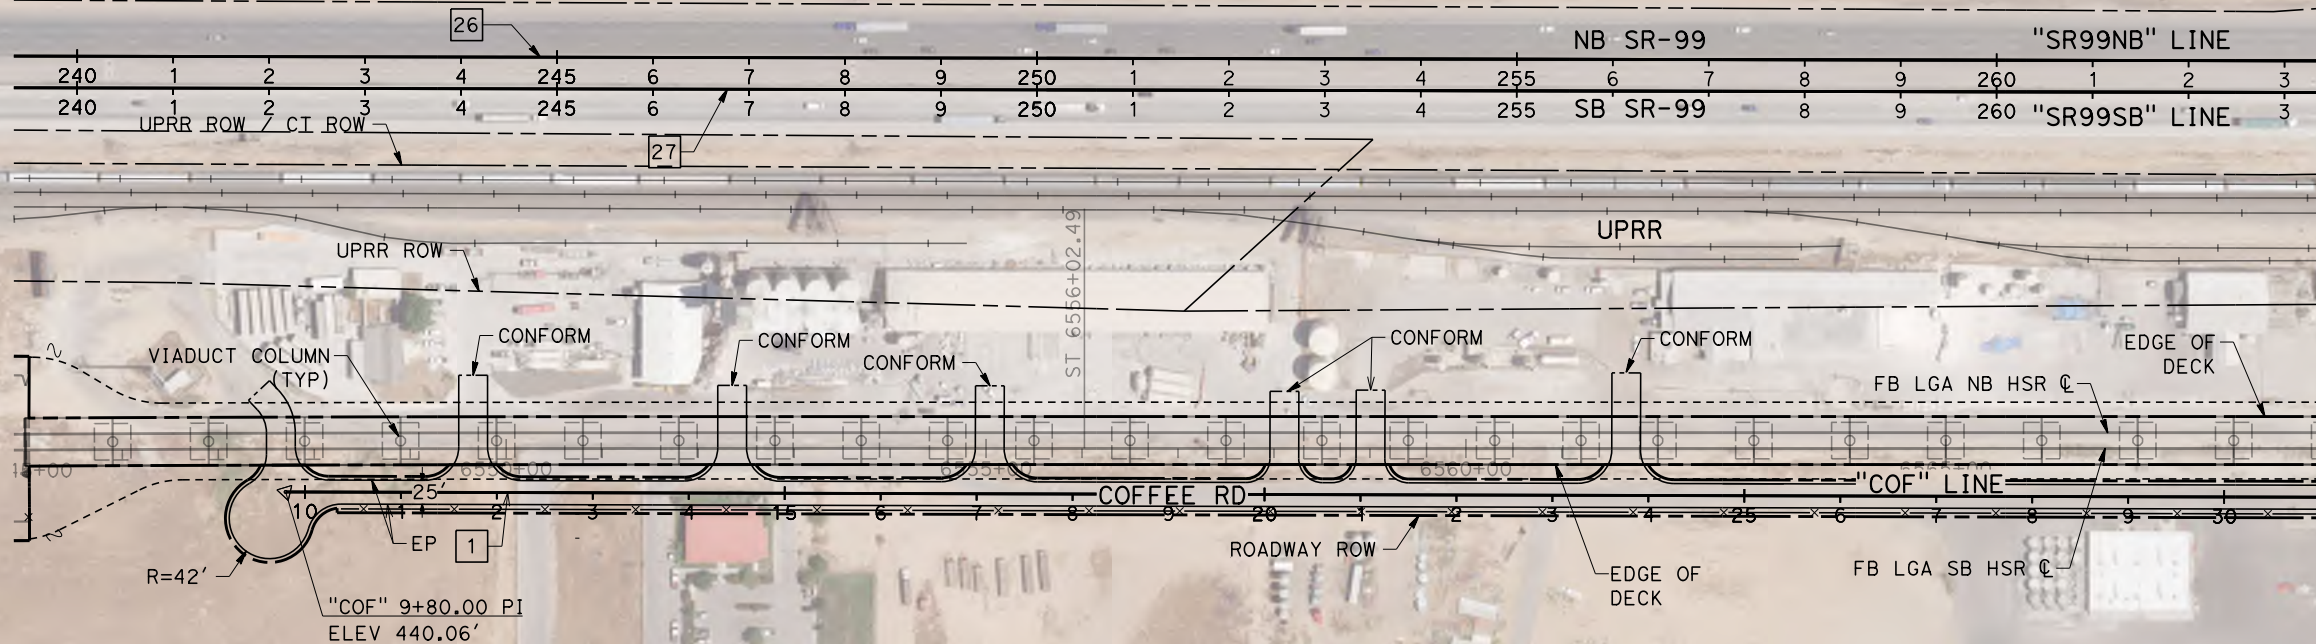 26
NB SR-99
"SR99NB" LINE
240 1 2 3 4 245 6 7 8 9 250 1 2 3 4 255 6 7 8 9 260 1 2 3
240 1 2 3 4 245 6 7 8 9 250 1 2 3 4 255 SB SR-99 8 9 260 "SR99SB" LINE 3
UPRR ROW / CT ROW
27
UPRR
UPRR ROW
ST 6556+02.49
CONFORM
CONFORM
CONFORM
CONFORM
CONFORM
VIADUCT COLUMN
(TYP)
EDGE OF
DECK
FB LGA NB HSR ℄
6550+00
6555+00
6560+00
"COF" LINE
25'
COFFEE RD
10 1 2 3 4 15 6 7 8 9 20 1 2 3 4 25 6 7 8 9 30
EP
1
ROADWAY ROW
R=42'
EDGE OF
DECK
FB LGA SB HSR ℄
"COF" 9+80.00 PI
ELEV 440.06'